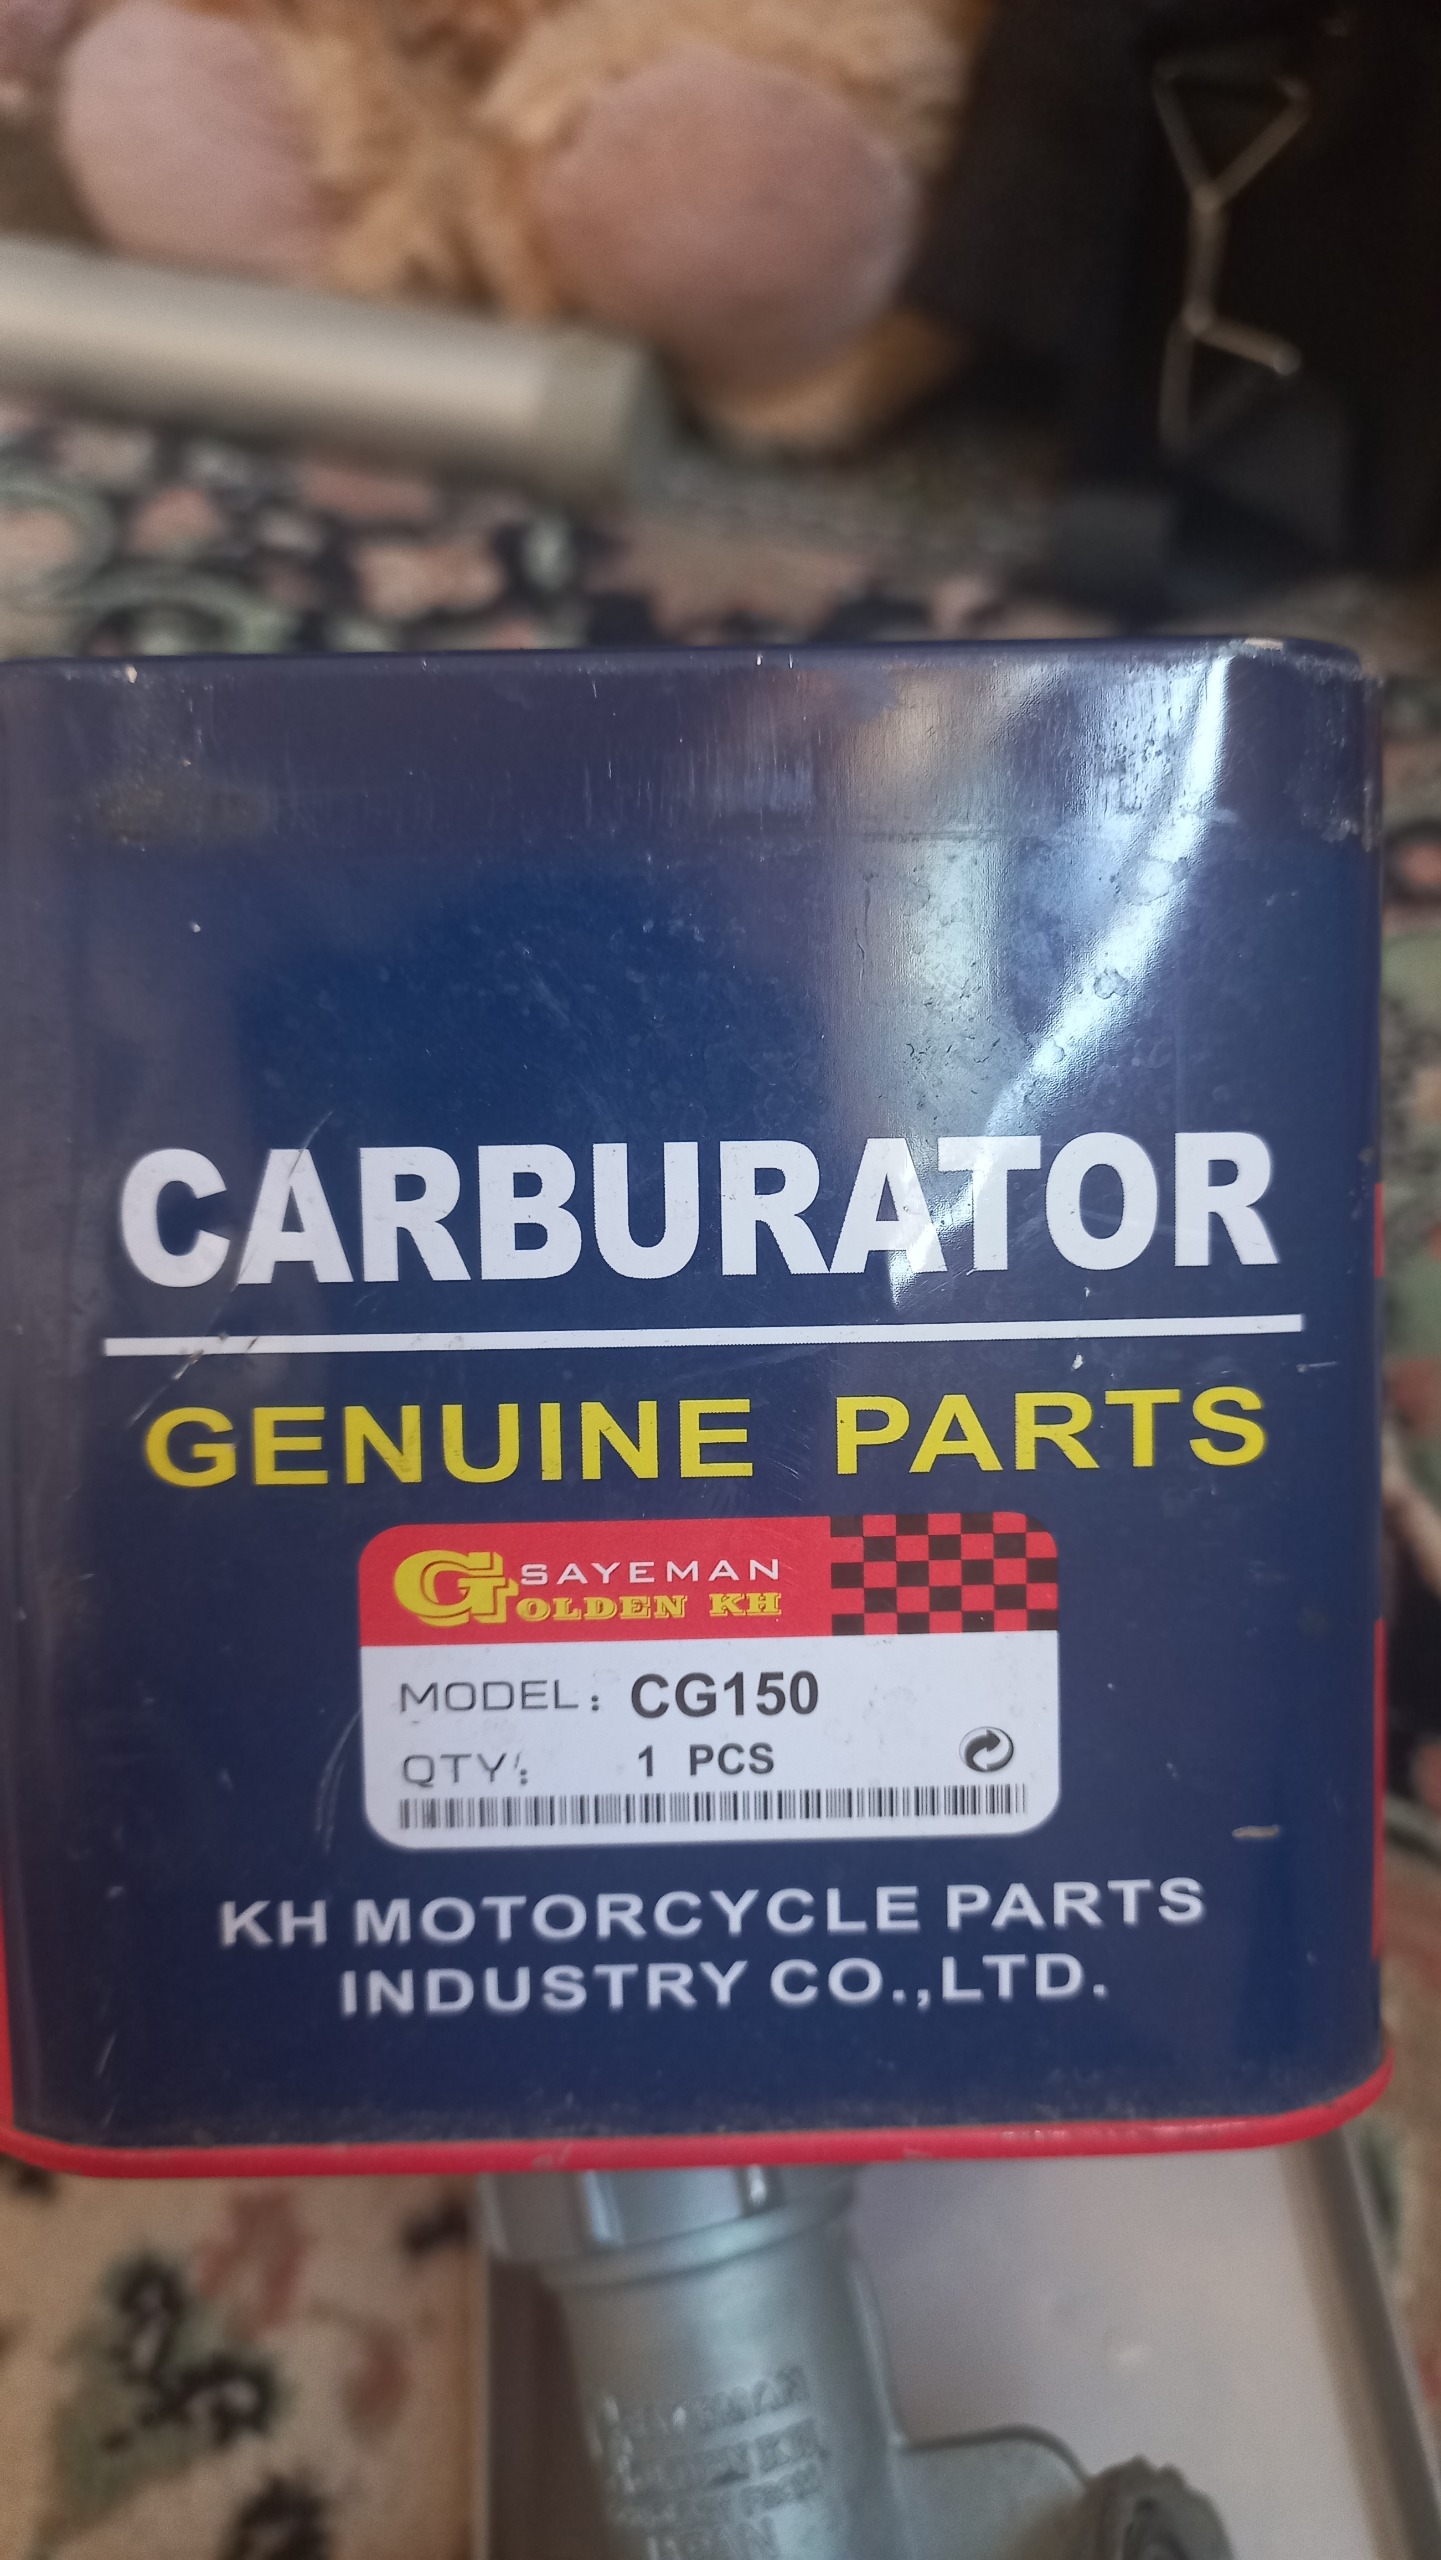 CARBURATOR
GENUINE PARTS
SAYEMAN
GOLDEN KH
MODEL: CG150
QTY: 1 PCS
KH MOTORCYCLE PARTS
INDUSTRY CO.,LTD.